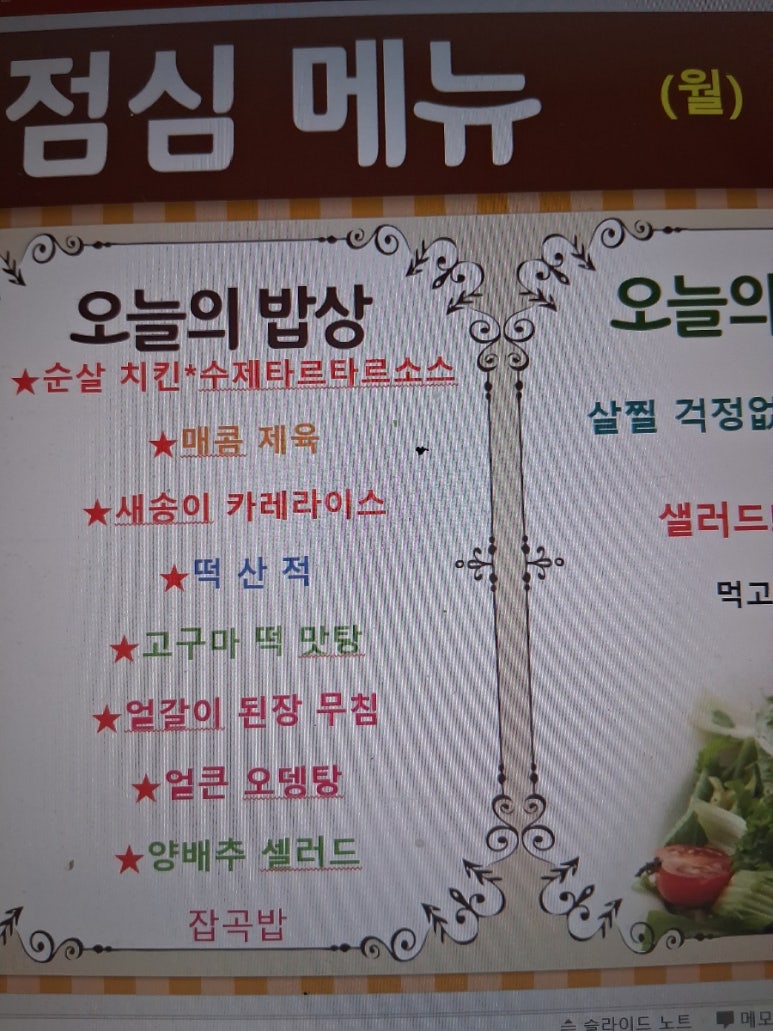 점심 메뉴 (월)
오늘의 밥상
★순살 치킨*수제타르타르소스
★매콤 제육
★새송이 카레라이스
★떡 산 적
★고구마 떡 맛탕
★얼갈이 된장 무침
★얼큰 오뎅탕
★양배추 셀러드
잡곡밥
오늘의
살찔 걱정없
샐러드
먹고
슬라이드 노트 메모